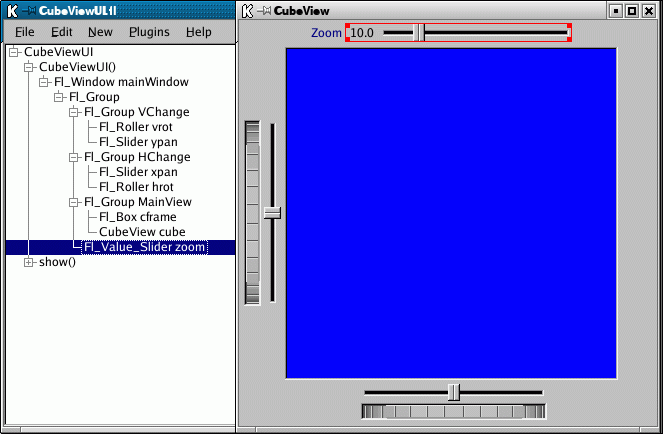 CubeViewUI.fl
CubeView
File Edit New Plugins Help
Zoom 10.0
CubeViewUI
CubeViewUI()
Fl_Window mainWindow
Fl_Group
Fl_Group VChange
Fl_Roller vrot
Fl_Slider ypan
Fl_Group HChange
Fl_Slider xpan
Fl_Roller hrot
Fl_Group MainView
Fl_Box cframe
CubeView cube
Fl_Value_Slider zoom
show()